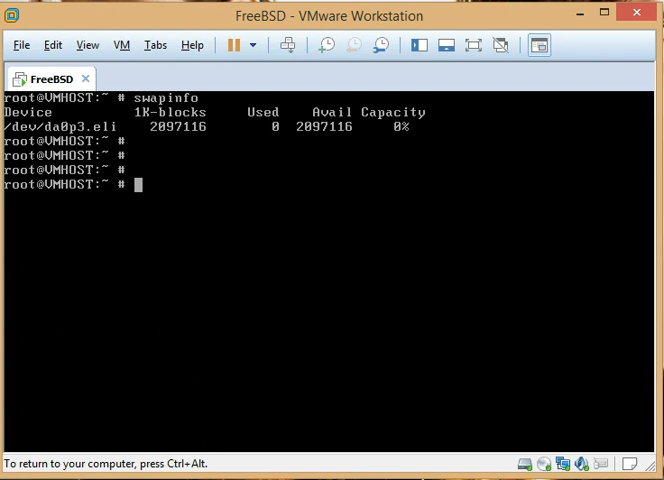 FreeBSD - VMware Workstation
File Edit View VM Tabs Help
FreeBSD
root@VMHOST:~ # swapinfo
Device 1K-blocks Used Avail Capacity
/dev/da0p3.eli 2097116 0 2097116 0%
root@VMHOST:~ #
root@VMHOST:~ #
root@VMHOST:~ #
root@VMHOST:~ #
To return to your computer, press Ctrl+Alt.